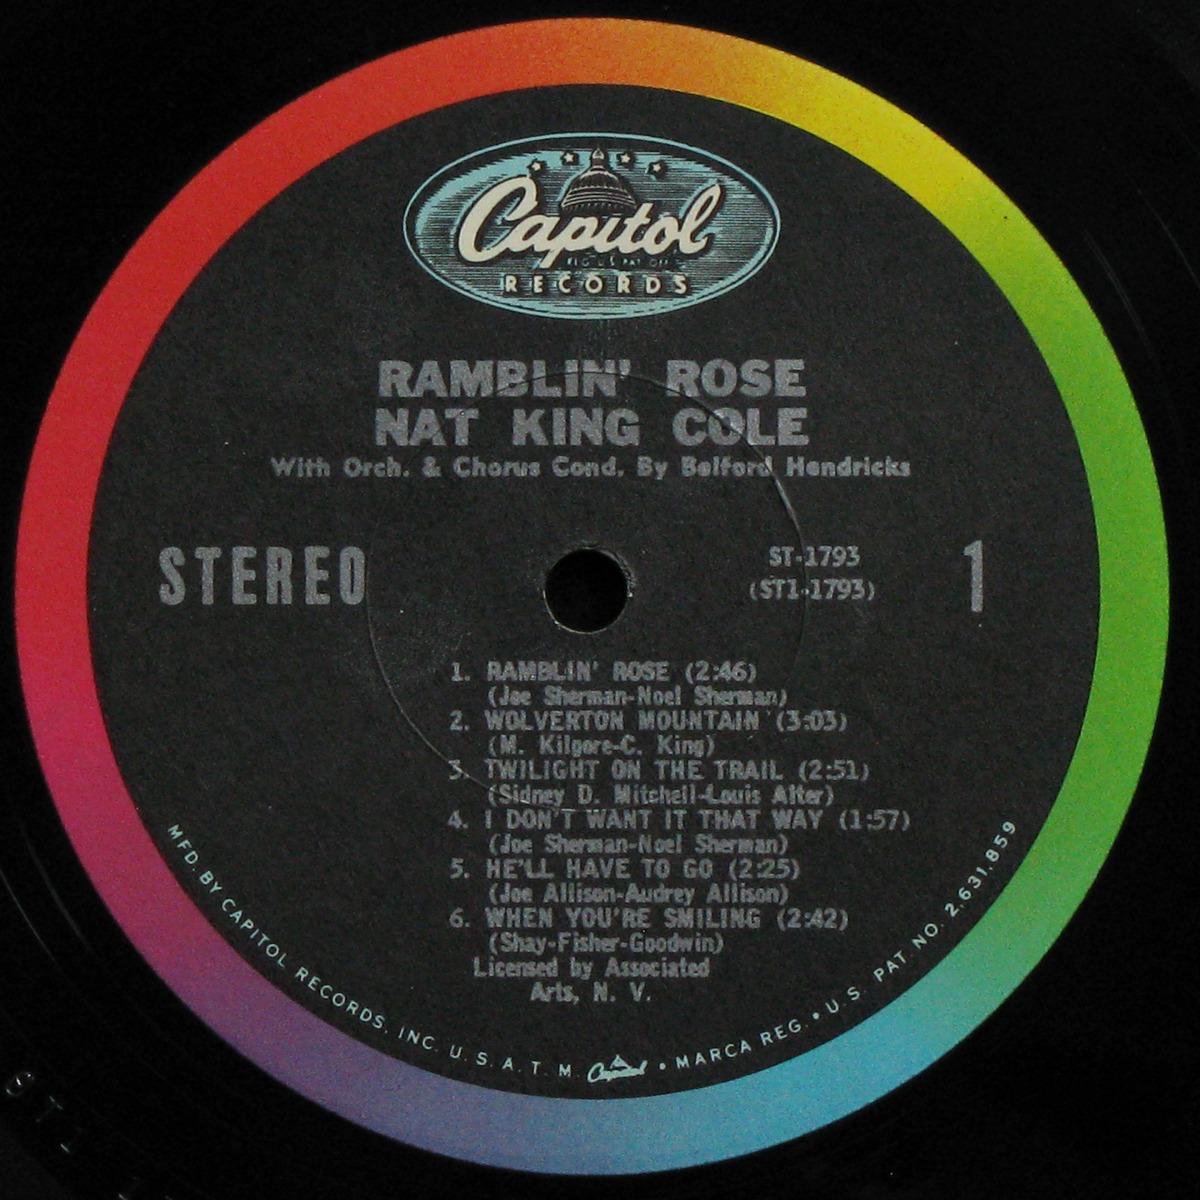 Capitol
RECORDS
RAMBLIN' ROSE
NAT KING COLE
With Orch. & Chorus Cond. By Belford Hendricks
STEREO
ST-1793
(ST1-1793)
1
1. RAMBLIN' ROSE (2:46)
(Joe Sherman-Noel Sherman)
2. WOLVERTON MOUNTAIN (3:03)
(M. Kilgore-C. King)
3. TWILIGHT ON THE TRAIL (2:51)
(Sidney D. Mitchell-Louis Alter)
4. I DON'T WANT IT THAT WAY (1:57)
(Joe Sherman-Noel Sherman)
5. HE'LL HAVE TO GO (2:25)
(Joe Allison-Audrey Allison)
6. WHEN YOU'RE SMILING (2:42)
(Shay-Fisher-Goodwin)
Licensed by Associated
Arts, N. V.
MFD. BY CAPITOL RECORDS, INC. U. S. A. T. M. Capitol • MARCA REG. • U.S. PAT. NO. 2,631,859